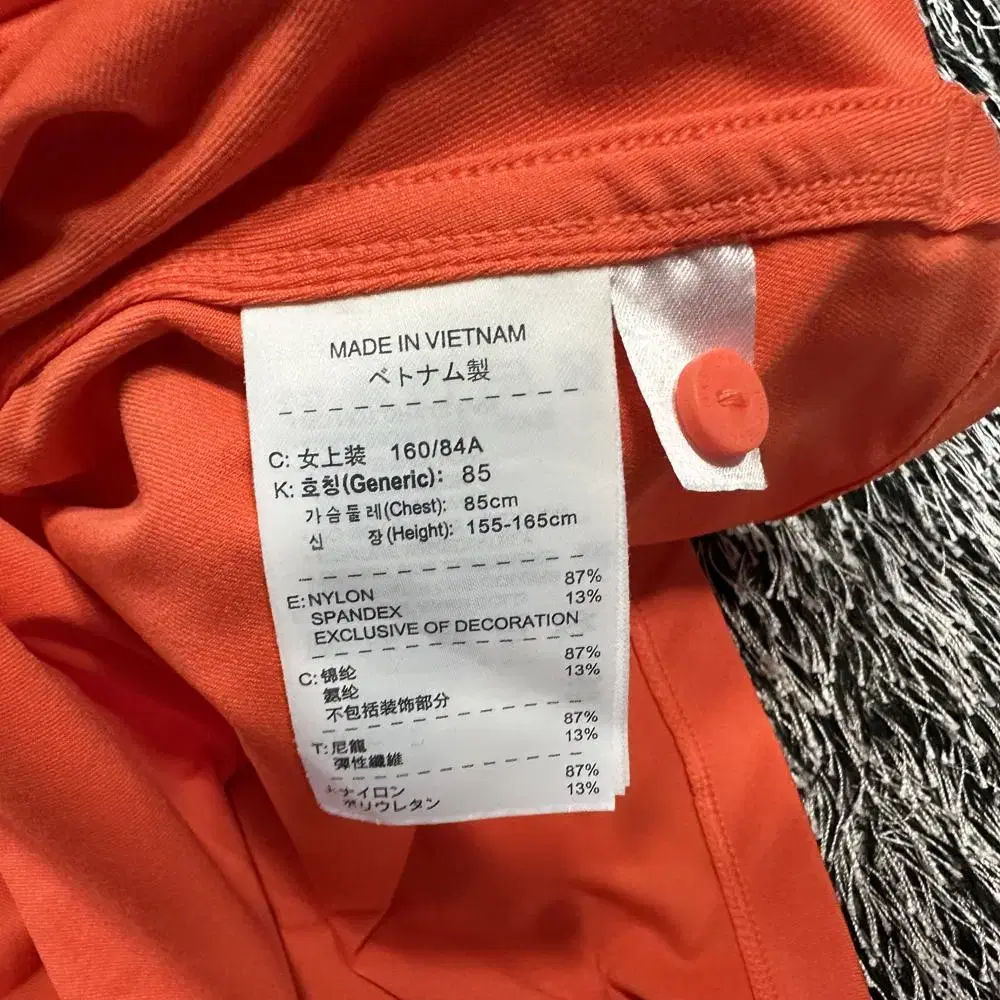 MADE IN VIETNAM
ベトナム製
C: 女上装 160/84A
K: 호칭(Generic): 85
가슴둘레(Chest): 85cm
신 장(Height): 155-165cm
E: NYLON 87%
SPANDEX 13%
EXCLUSIVE OF DECORATION
C: 锦纶 87%
氨纶 13%
不包括装饰部分
T: 尼龍 87%
彈性纖維 13%
ナイロン 87%
ポリウレタン 13%